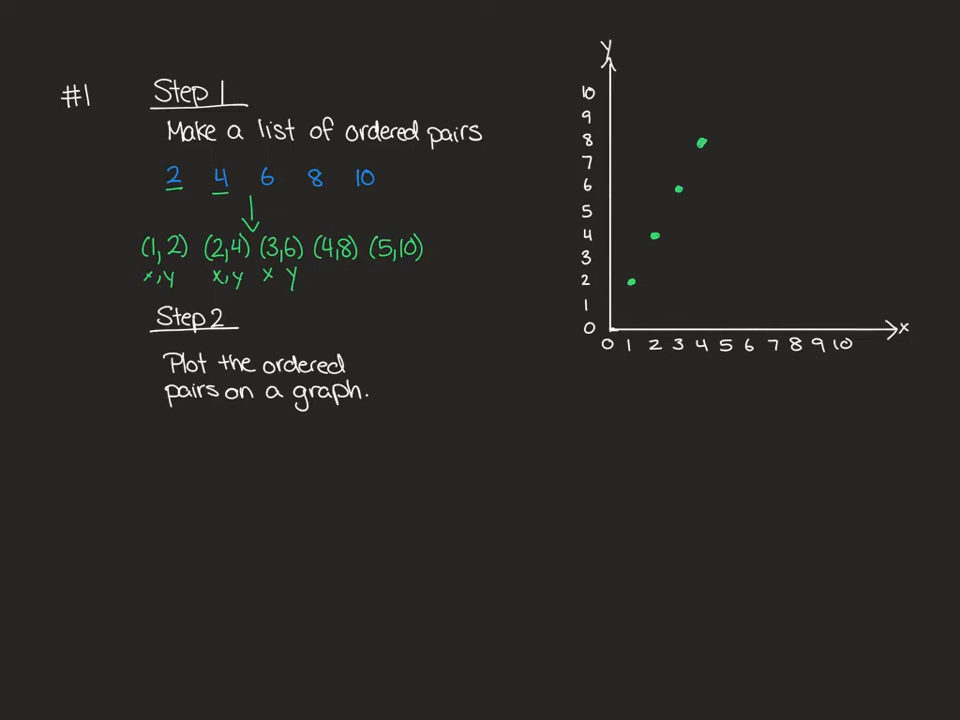 #1 Step 1
Make a list of ordered pairs
2 4 6 8 10
(1,2) (2,4) (3,6) (4,8) (5,10)
x,y x,y x y
Step 2
Plot the ordered
pairs on a graph.
y
10
9
8
7
6
5
4
3
2
1
0
x
0 1 2 3 4 5 6 7 8 9 10